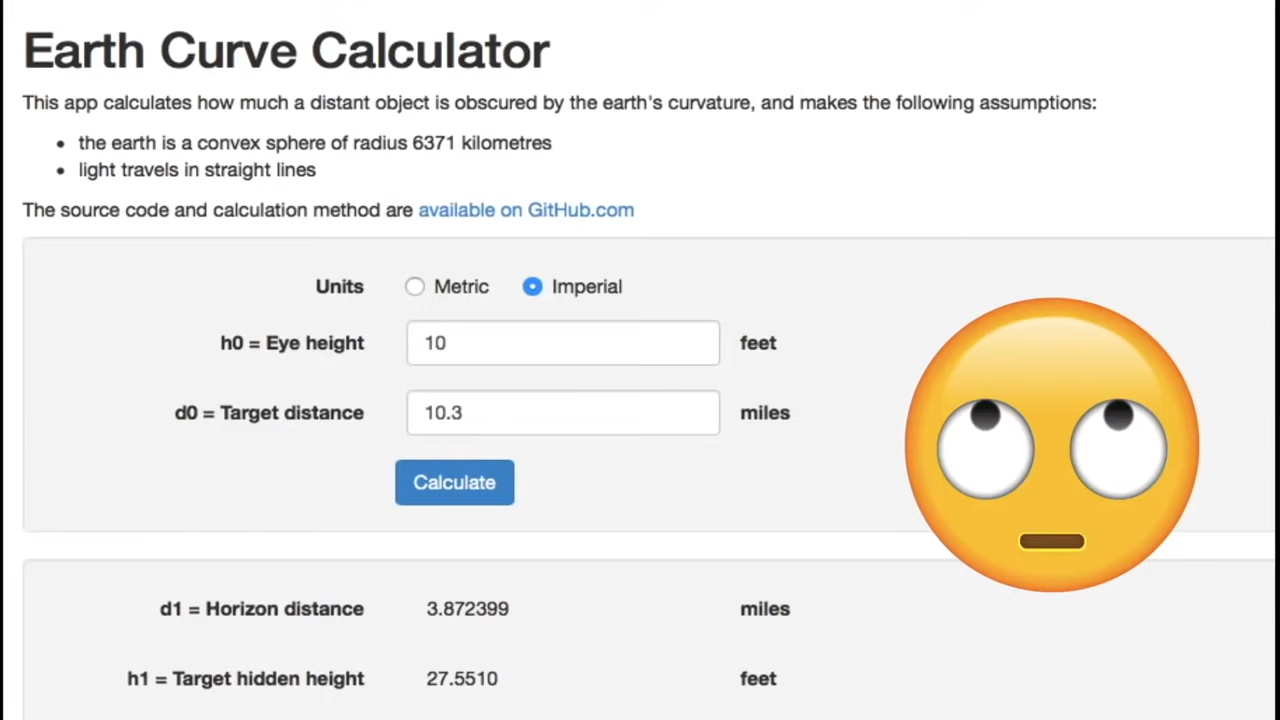 Earth Curve Calculator
This app calculates how much a distant object is obscured by the earth's curvature, and makes the following assumptions:
• the earth is a convex sphere of radius 6371 kilometres
• light travels in straight lines
The source code and calculation method are available on GitHub.com
Units Metric Imperial
h0 = Eye height 10 feet
d0 = Target distance 10.3 miles
Calculate
d1 = Horizon distance 3.872399 miles
h1 = Target hidden height 27.5510 feet